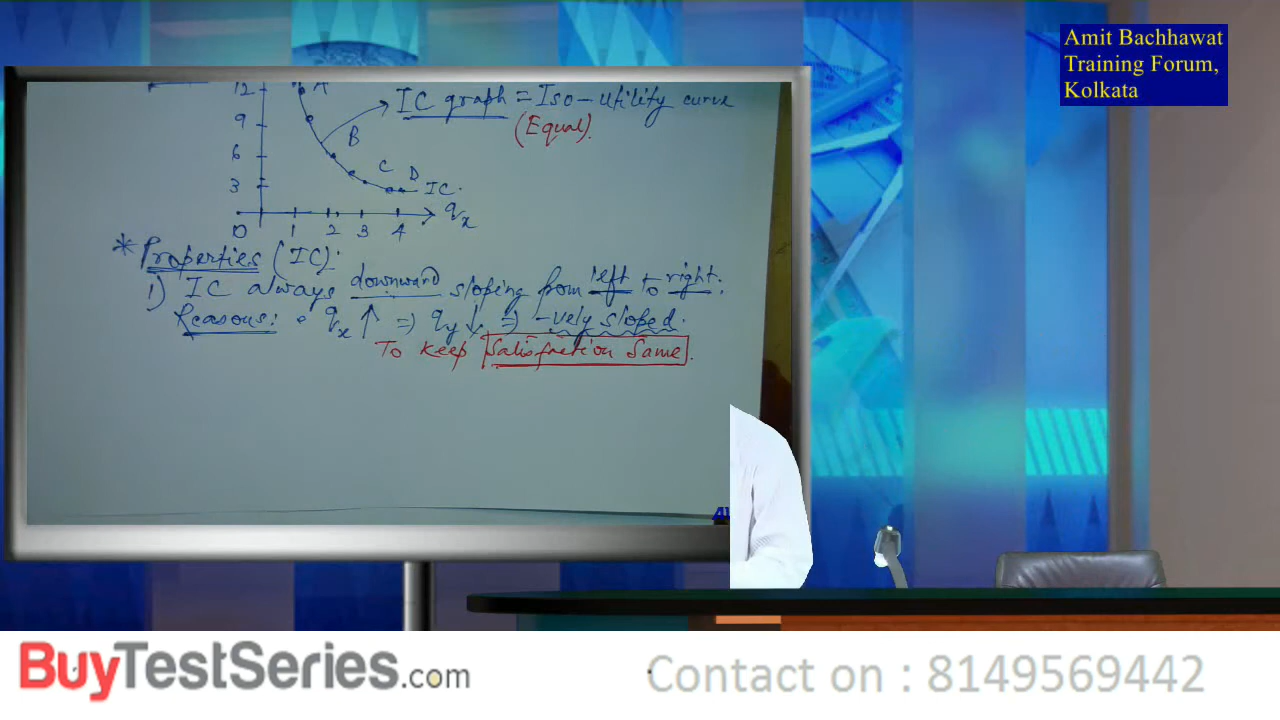 Amit Bachhawat
Training Forum,
Kolkata
12 A
IC graph = Iso-utility curve
(Equal).
9
B
6
C D
3
IC.
qx
0 1 2 3 4
* Properties (IC):
1) IC always downward sloping from left to right.
Reasons: • qx ↑ ⇒ qy ↓ ⇒ -vely sloped.
To keep Satisfaction Same.
BuyTestSeries.com
Contact on : 8149569442